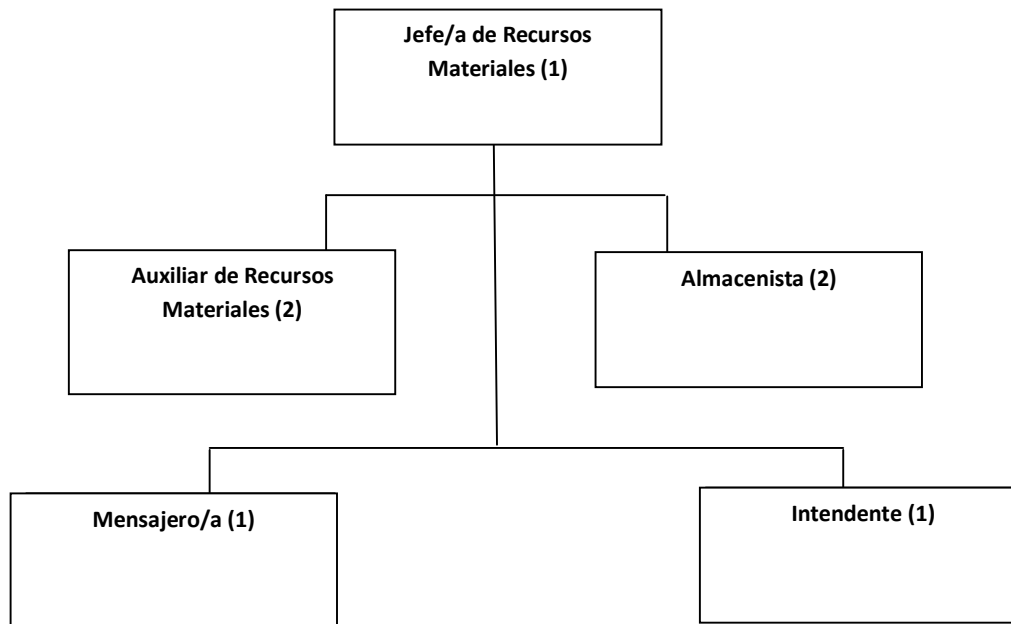 Jefe/a de Recursos
Materiales (1)
Auxiliar de Recursos
Materiales (2)
Almacenista (2)
Mensajero/a (1)
Intendente (1)